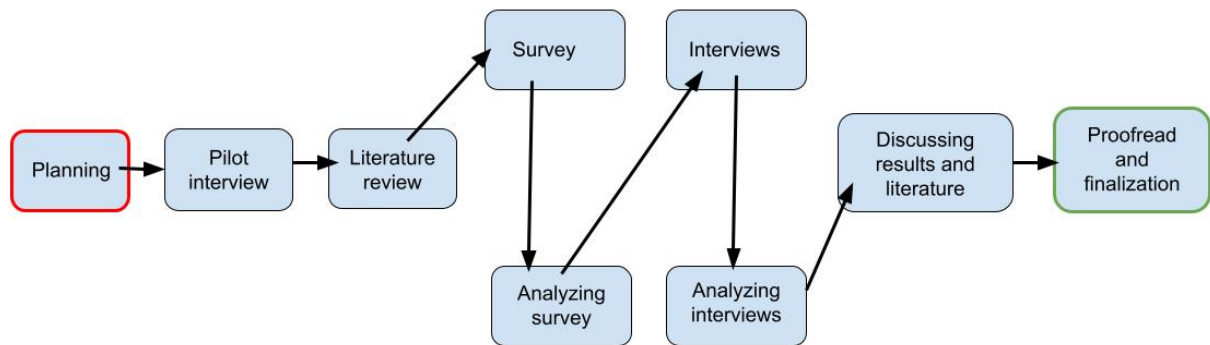 Planning
Pilot
interview
Literature
review
Survey
Analyzing
survey
Interviews
Analyzing
interviews
Discussing
results and
literature
Proofread
and
finalization